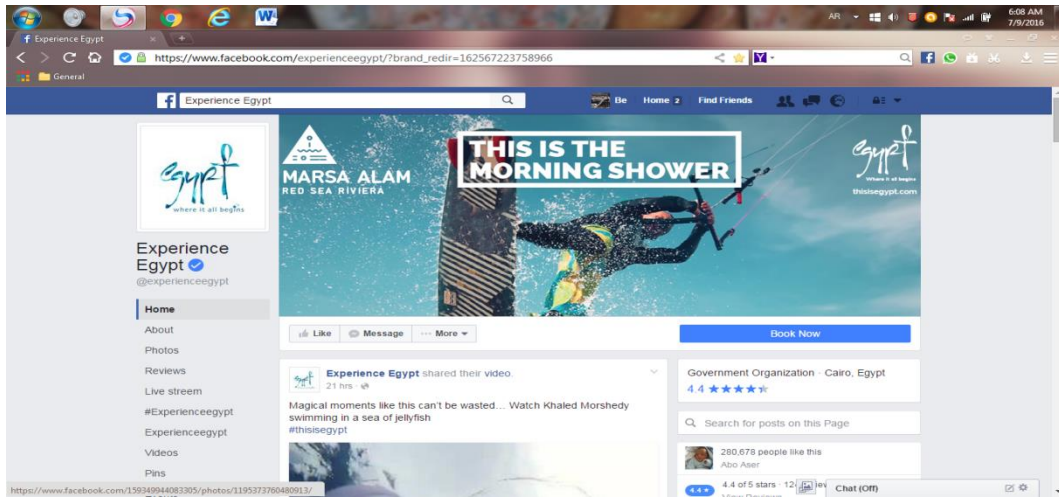 AR
6:08 AM
7/9/2016
Experience Egypt
https://www.facebook.com/experienceegypt/?brand_redir=162567223758966
General
Experience Egypt
Be Home 2 Find Friends
egypt
where it all begins
MARSA ALAM
RED SEA RIVIERA
THIS IS THE
MORNING SHOWER
egypt
Where it all begins
thisisegypt.com
Experience
Egypt
@experienceegypt
Home
About
Photos
Reviews
Live streem
#Experienceegypt
Experienceegypt
Videos
Pins
Like Message More
Book Now
Experience Egypt shared their video.
21 hrs
Magical moments like this can't be wasted... Watch Khaled Morshedy
swimming in a sea of jellyfish
#thisisegypt
Government Organization · Cairo, Egypt
4.4
Search for posts on this Page
280,678 people like this
Abo Aser
4.4 of 5 stars
4.4
Chat (Off)
https://www.facebook.com/159349944083305/photos/1195373760480913/